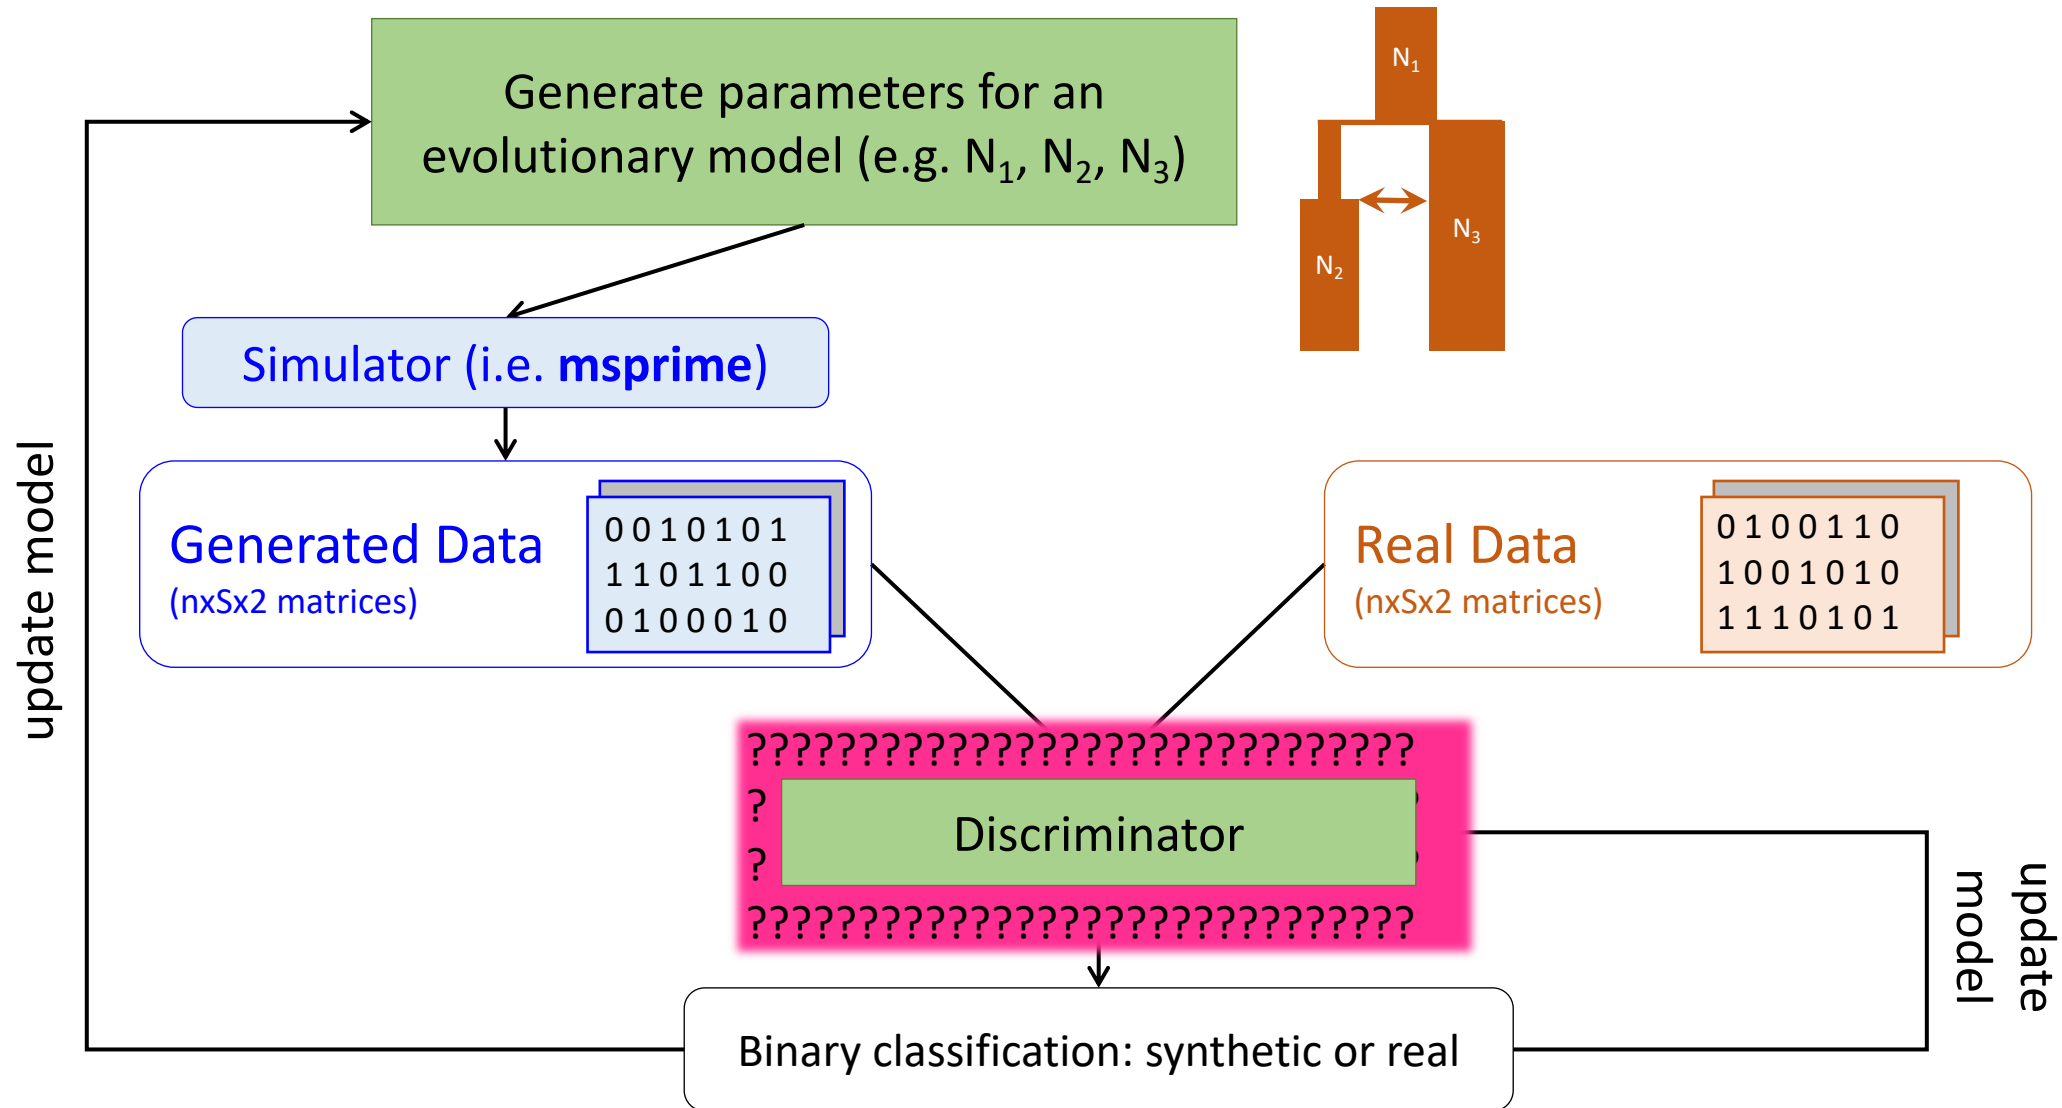 Generate parameters for an
evolutionary model (e.g. N₁, N₂, N₃)
N₁
N₂
N₃
Simulator (i.e. msprime)
update model
Generated Data
(nxSx2 matrices)
0 0 1 0 1 0 1
1 1 0 1 1 0 0
0 1 0 0 0 1 0
Real Data
(nxSx2 matrices)
0 1 0 0 1 1 0
1 0 0 1 0 1 0
1 1 1 0 1 0 1
??????????????????????????????
?
Discriminator
?
??????????????????????????????
update
model
Binary classification: synthetic or real